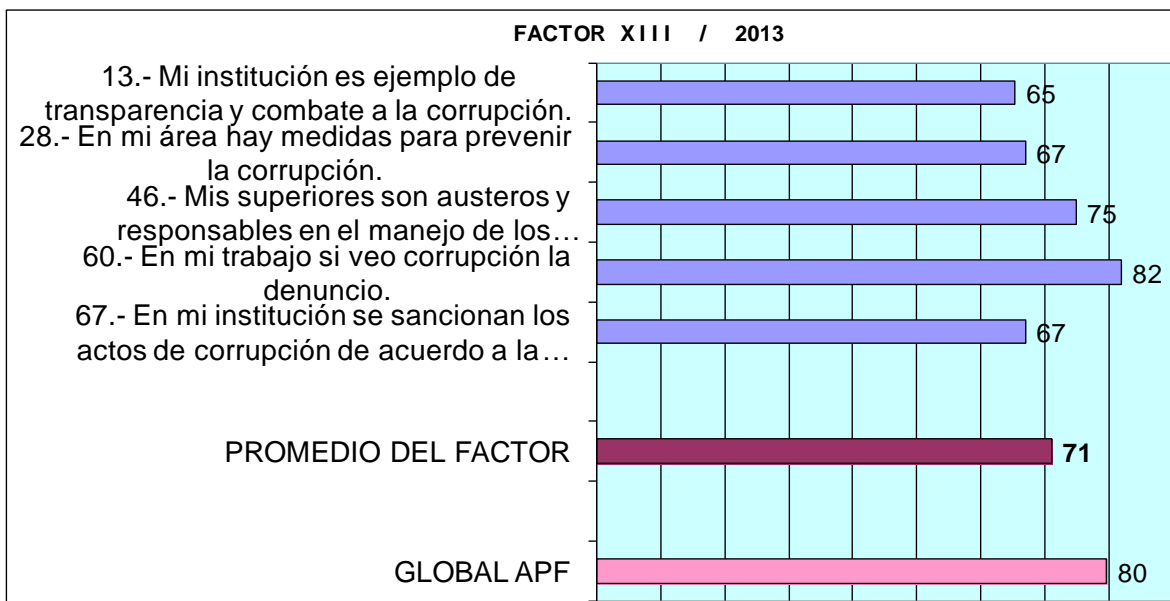 FACTOR XIII / 2013
13.- Mi institución es ejemplo de
transparencia y combate a la corrupción.
65
28.- En mi área hay medidas para prevenir
la corrupción.
67
46.- Mis superiores son austeros y
responsables en el manejo de los…
75
60.- En mi trabajo si veo corrupción la
denuncio.
82
67.- En mi institución se sancionan los
actos de corrupción de acuerdo a la…
67
PROMEDIO DEL FACTOR
71
GLOBAL APF
80